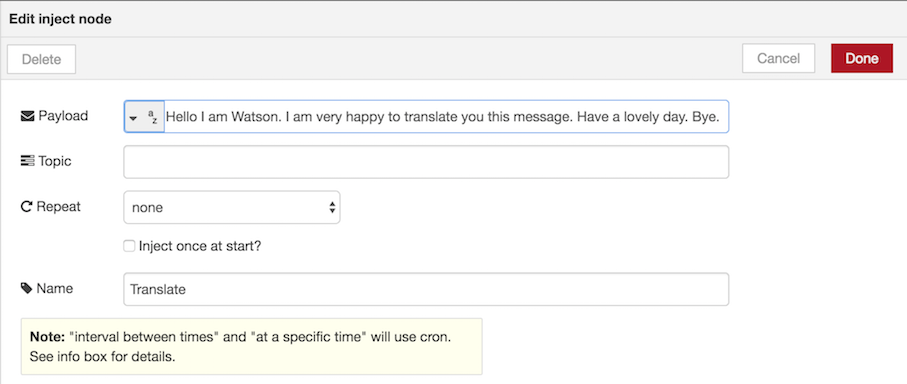 Edit inject node
Delete
Cancel
Done
Payload
a
z
Hello I am Watson. I am very happy to translate you this message. Have a lovely day. Bye.
Topic
Repeat
none
Inject once at start?
Name
Translate
Note: "interval between times" and "at a specific time" will use cron.
See info box for details.